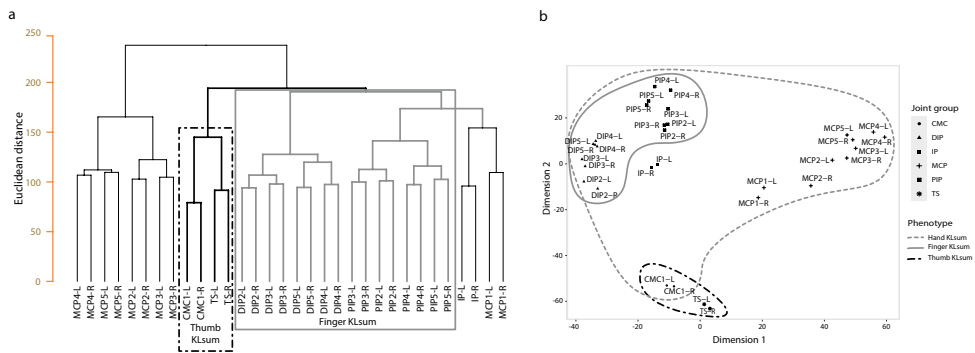 a
Euclidean distance
300
250
200
150
100
50
0
MCP4-L
MCP4-R
MCP5-L
MCP5-R
MCP2-L
MCP2-R
MCP3-L
MCP3-R
CMC1-L
CMC1-R
TS-L
TS-R
DIP2-L
DIP2-R
DIP3-L
DIP3-R
DIP5-L
DIP5-R
DIP4-L
DIP4-R
PIP3-L
PIP3-R
PIP2-L
PIP2-R
PIP4-L
PIP4-R
PIP5-L
PIP5-R
IP-L
IP-R
MCP1-L
MCP1-R
Thumb
KLsum
Finger KLsum
b
Dimension 2
20
0
-20
-40
-60
-40
-20
0
20
40
60
Dimension 1
PIP4-L
PIP5-L
PIP4-R
PIP5-R
PIP3-L
PIP3-R
PIP2-L
PIP2-R
DIP4-L
DIP5-L
DIP5-R
DIP4-R
DIP3-L
DIP3-R
IP-L
IP-R
DIP2-L
DIP2-R
MCP5-L
MCP4-L
MCP5-R
MCP4-R
MCP3-L
MCP2-L
MCP3-R
MCP1-L
MCP2-R
MCP1-R
CMC1-L
CMC1-R
TS-L
TS-R
Joint group
CMC
DIP
IP
MCP
PIP
TS
Phenotype
Hand KLsum
Finger KLsum
Thumb KLsum